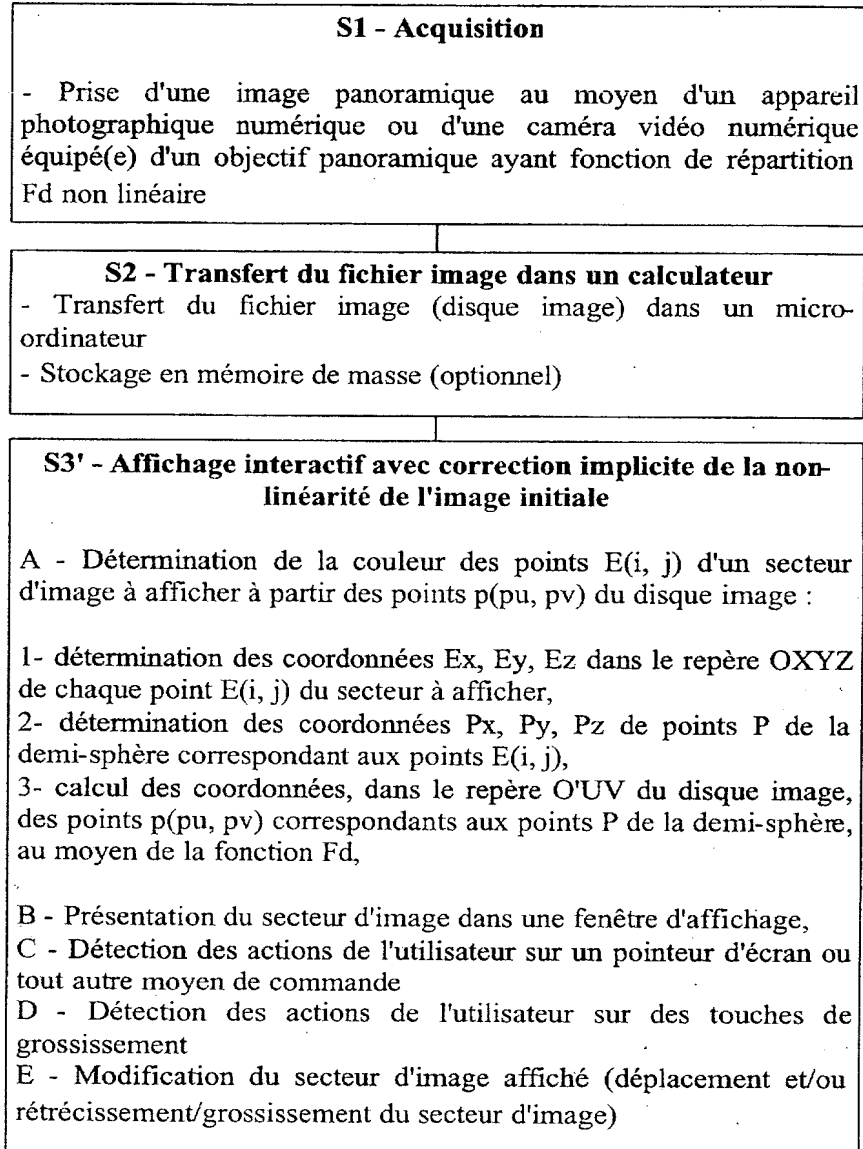 S1 - Acquisition
- Prise d'une image panoramique au moyen d'un appareil
photographique numérique ou d'une caméra vidéo numérique
équipé(e) d'un objectif panoramique ayant fonction de répartition
Fd non linéaire
S2 - Transfert du fichier image dans un calculateur
- Transfert du fichier image (disque image) dans un micro-
ordinateur
- Stockage en mémoire de masse (optionnel)
S3' - Affichage interactif avec correction implicite de la non-
linéarité de l'image initiale
A - Détermination de la couleur des points E(i, j) d'un secteur
d'image à afficher à partir des points p(pu, pv) du disque image :
1- détermination des coordonnées Ex, Ey, Ez dans le repère OXYZ
de chaque point E(i, j) du secteur à afficher,
2- détermination des coordonnées Px, Py, Pz de points P de la
demi-sphère correspondant aux points E(i, j),
3- calcul des coordonnées, dans le repère O'UV du disque image,
des points p(pu, pv) correspondants aux points P de la demi-sphère,
au moyen de la fonction Fd,
B - Présentation du secteur d'image dans une fenêtre d'affichage,
C - Détection des actions de l'utilisateur sur un pointeur d'écran ou
tout autre moyen de commande
D - Détection des actions de l'utilisateur sur des touches de
grossissement
E - Modification du secteur d'image affiché (déplacement et/ou
rétrécissement/grossissement du secteur d'image)